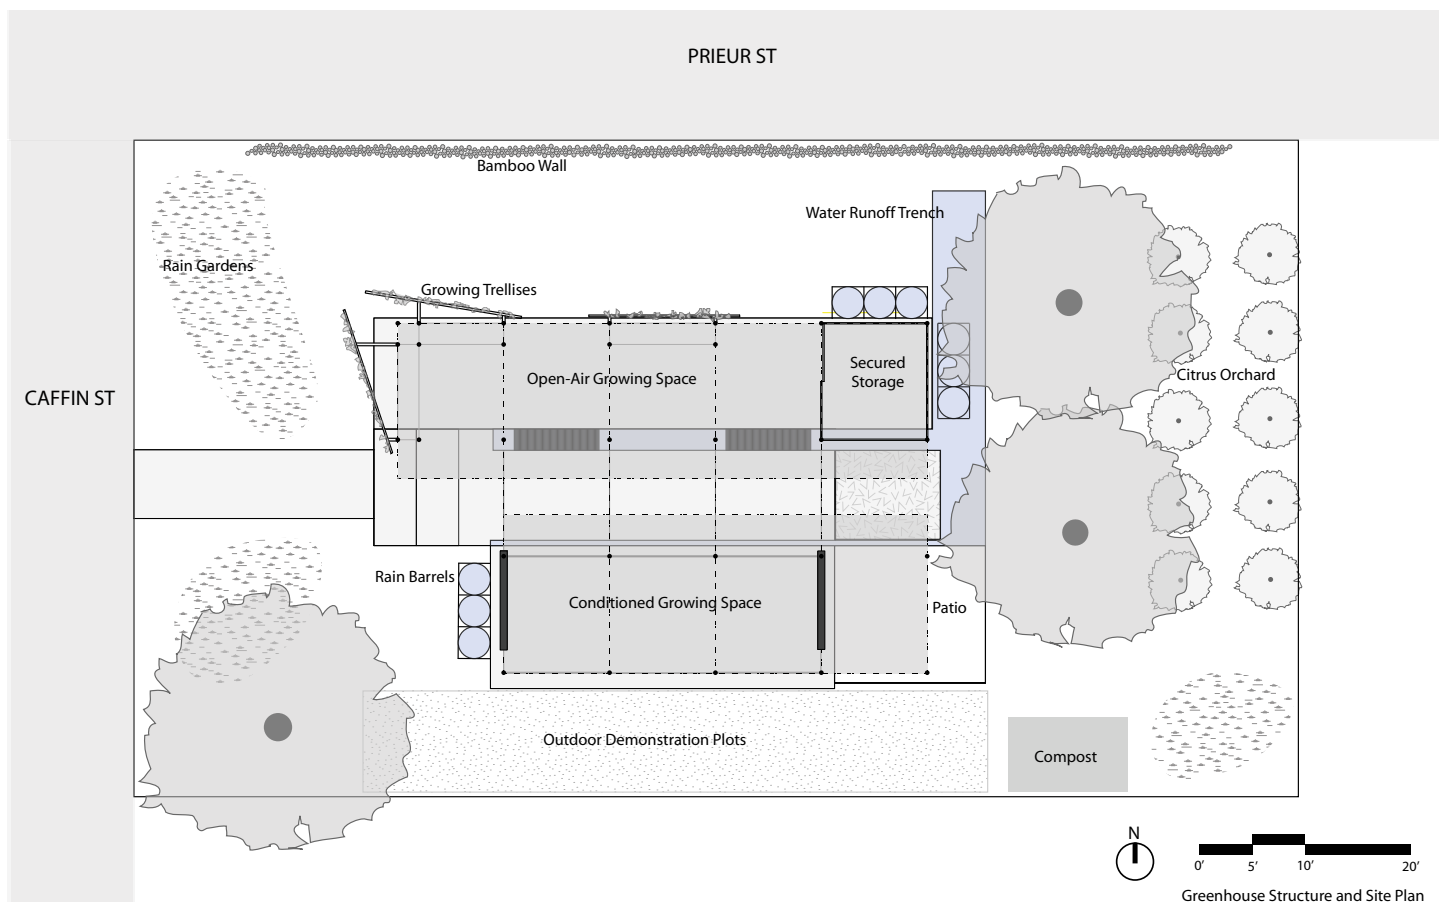 PRIEUR ST
Bamboo Wall
Water Runoff Trench
Rain Gardens
Growing Trellises
Secured
Storage
Open-Air Growing Space
Citrus Orchard
CAFFIN ST
Rain Barrels
Conditioned Growing Space
Patio
Outdoor Demonstration Plots
Compost
N
0’ 5’ 10’ 20’
Greenhouse Structure and Site Plan